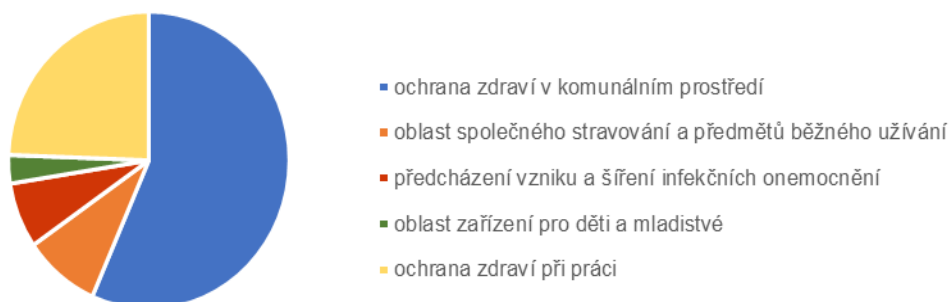 ochrana zdraví v komunálním prostředí
oblast společného stravování a předmětů běžného užívání
předcházení vzniku a šíření infekčních onemocnění
oblast zařízení pro děti a mladistvé
ochrana zdraví při práci